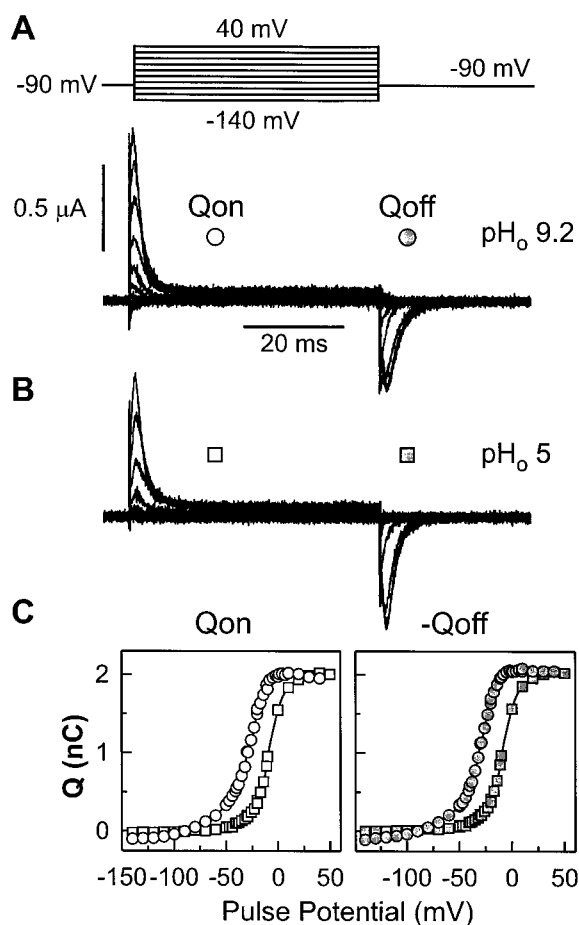 A
40 mV
-90 mV
-90 mV
-140 mV
0.5 μA
Qon
Qoff
pHo 9.2
20 ms
B
pHo 5
C
Qon
-Qoff
Q (nC)
2
1
0
-150 -100 -50 0 50
-100 -50 0 50
Pulse Potential (mV)